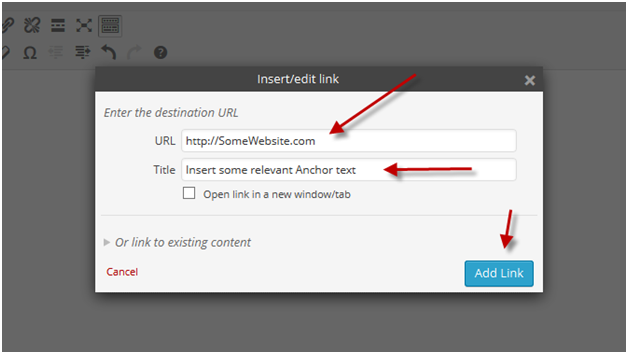 Insert/edit link
Enter the destination URL
URL http://SomeWebsite.com
Title Insert some relevant Anchor text
Open link in a new window/tab
Or link to existing content
Cancel
Add Link